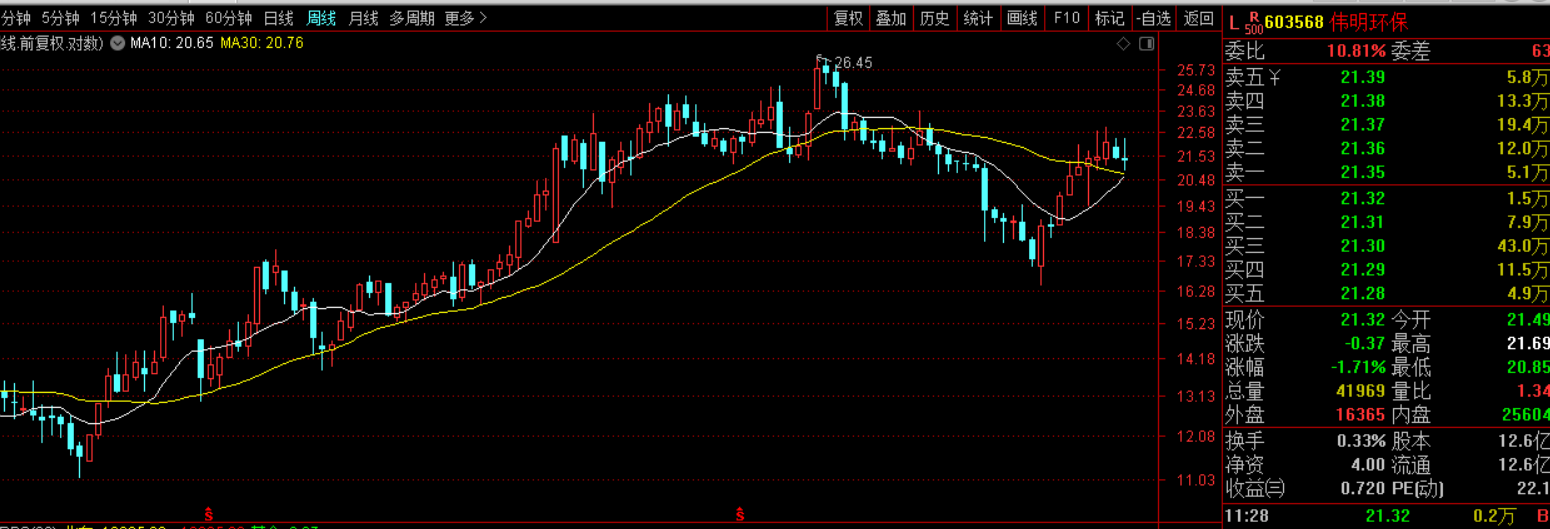 分钟 5分钟 15分钟 30分钟 60分钟 日线 周线 月线 多周期 更多 复权 叠加 历史 统计 画线 F10 标记 -自选 返回
线.前复权.对数) MA10: 20.65 MA30: 20.76
26.45
25.73
24.68
23.63
22.58
21.53
20.48
19.43
18.38
17.33
16.28
15.23
14.18
13.13
12.08
11.03
S
S
L R 500 603568 伟明环保
委比 10.81% 委差 63
卖五 ¥ 21.39 5.8万
卖四 21.38 13.3万
卖三 21.37 19.4万
卖二 21.36 12.0万
卖一 21.35 5.1万
买一 21.32 1.5万
买二 21.31 7.9万
买三 21.30 43.0万
买四 21.29 11.5万
买五 21.28 4.9万
现价 21.32 今开 21.49
涨跌 -0.37 最高 21.69
涨幅 -1.71% 最低 20.85
总量 41969 量比 1.34
外盘 16365 内盘 25604
换手 0.33% 股本 12.6亿
净资 4.00 流通 12.6亿
收益(三) 0.720 PE(动) 22.1
11:28 21.32 0.2万 B